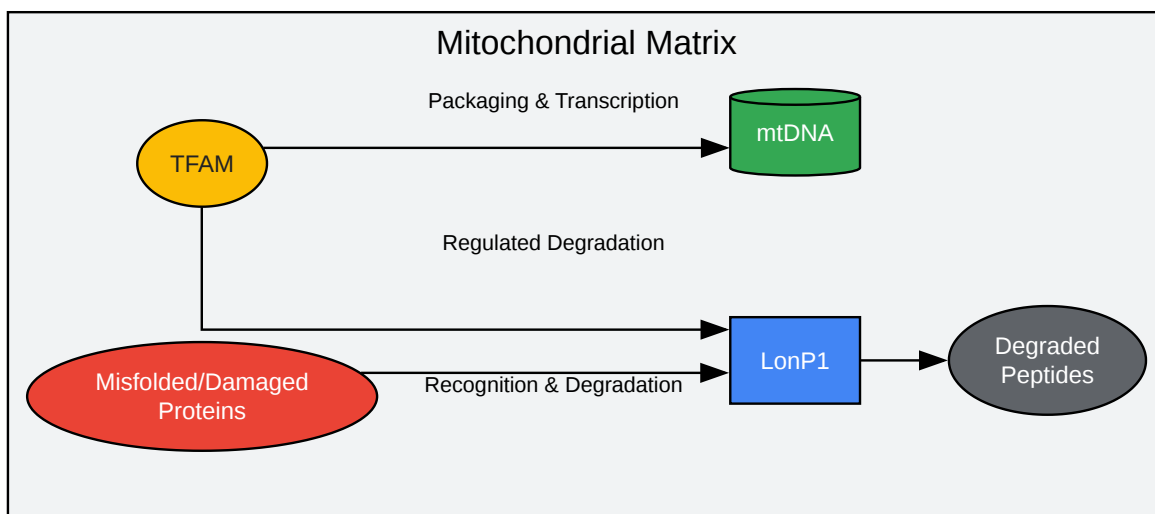 Mitochondrial Matrix
Packaging & Transcription
mtDNA
TFAM
Regulated Degradation
LonP1
Degraded
Peptides
Misfolded/Damaged
Proteins
Recognition & Degradation